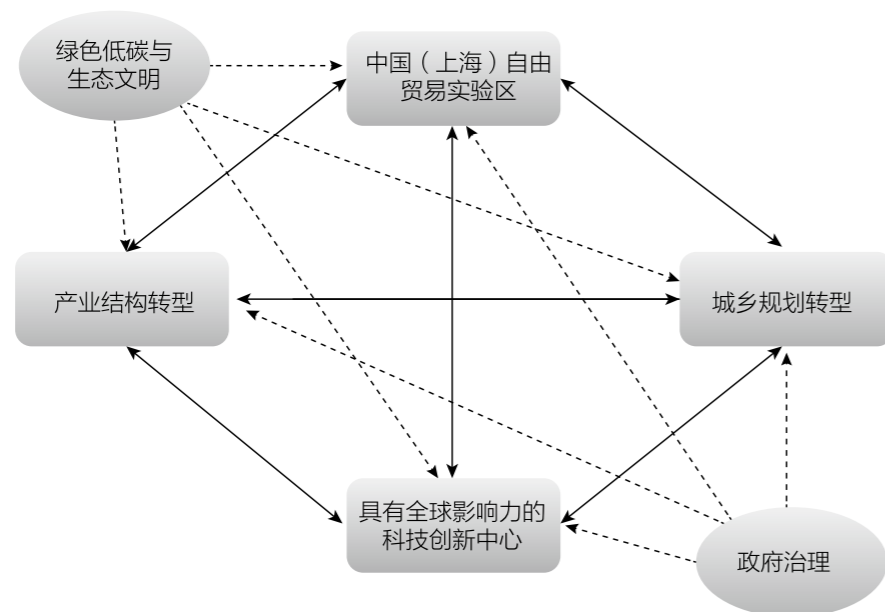 绿色低碳与
生态文明
中国（上海）自由
贸易实验区
产业结构转型
城乡规划转型
具有全球影响力的
科技创新中心
政府治理